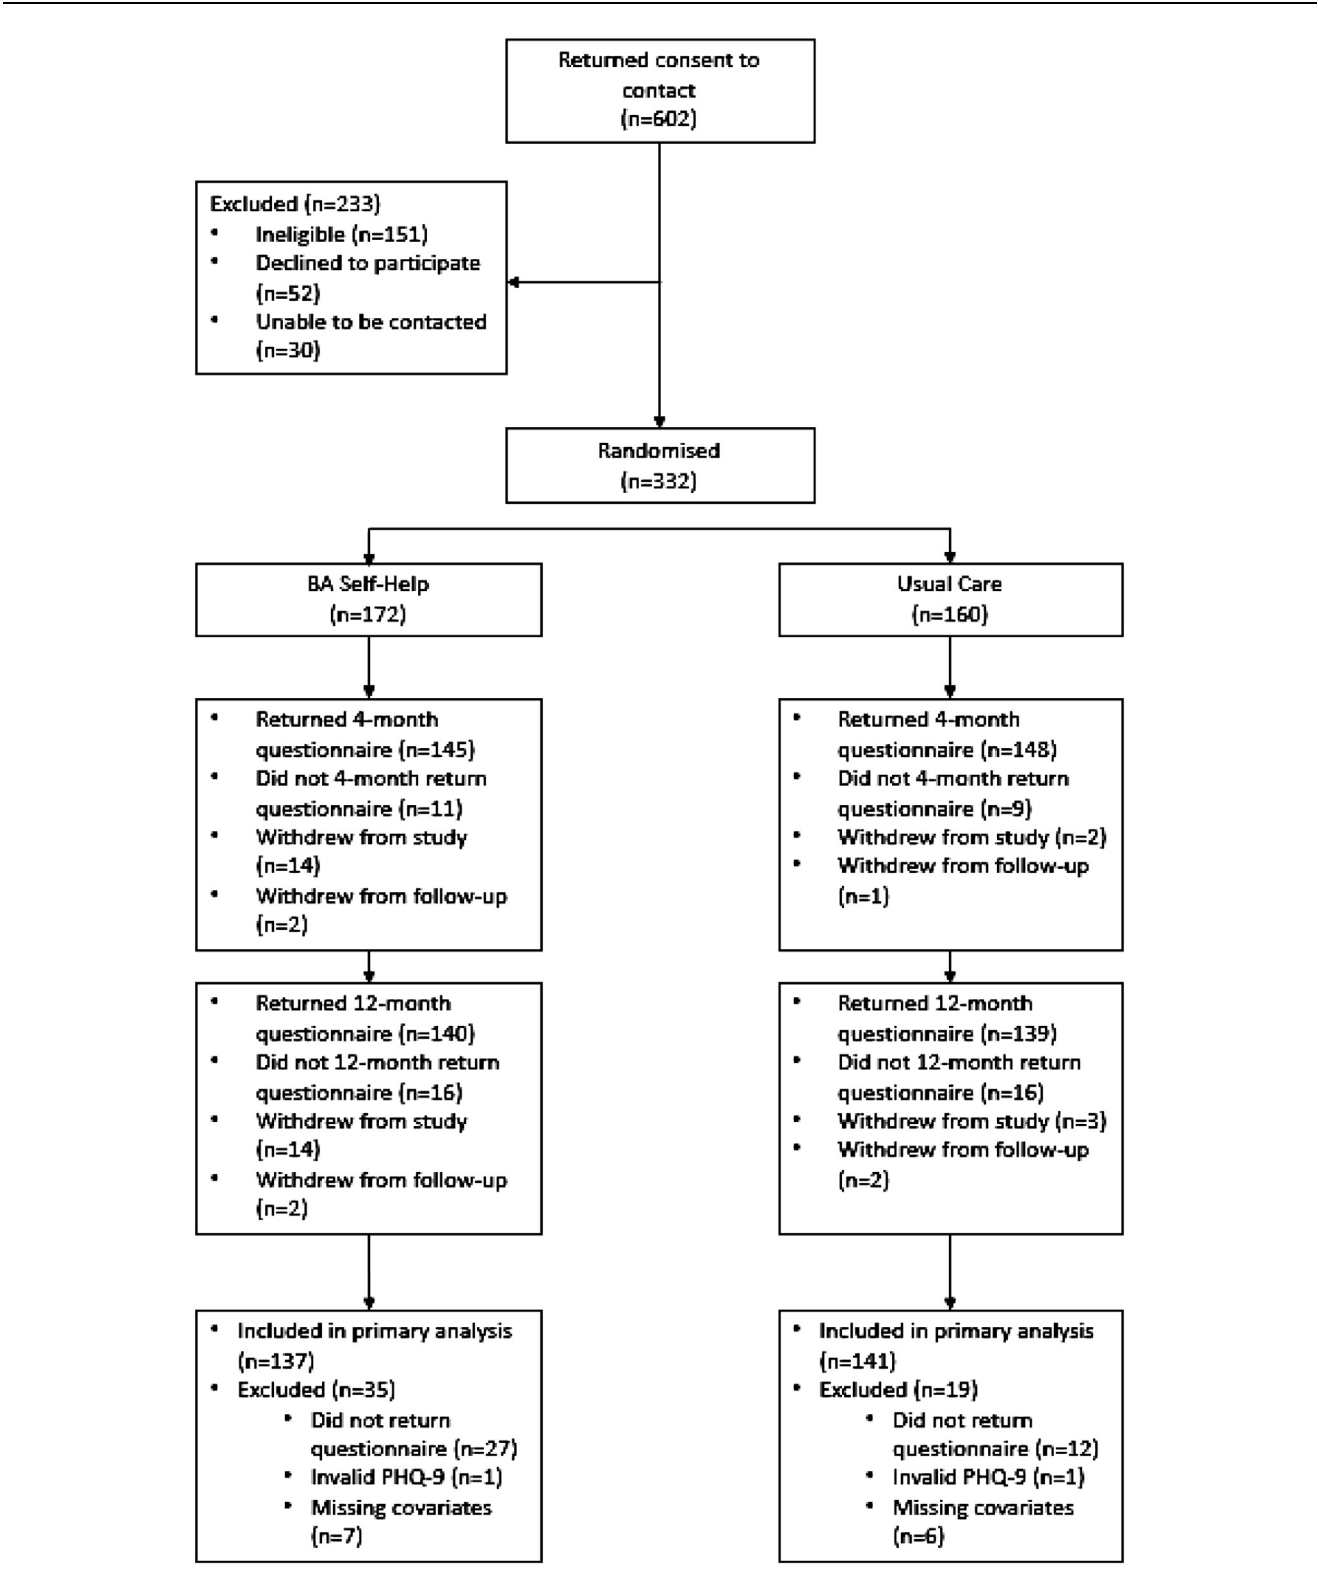 Returned consent to
contact
(n=602)
Excluded (n=233)
• Ineligible (n=151)
• Declined to participate
(n=52)
• Unable to be contacted
(n=30)
Randomised
(n=332)
BA Self-Help
(n=172)
Usual Care
(n=160)
• Returned 4-month
questionnaire (n=145)
• Did not 4-month return
questionnaire (n=11)
• Withdrew from study
(n=14)
• Withdrew from follow-up
(n=2)
• Returned 4-month
questionnaire (n=148)
• Did not 4-month return
questionnaire (n=9)
• Withdrew from study (n=2)
• Withdrew from follow-up
(n=1)
• Returned 12-month
questionnaire (n=140)
• Did not 12-month return
questionnaire (n=16)
• Withdrew from study
(n=14)
• Withdrew from follow-up
(n=2)
• Returned 12-month
questionnaire (n=139)
• Did not 12-month return
questionnaire (n=16)
• Withdrew from study (n=3)
• Withdrew from follow-up
(n=2)
• Included in primary analysis
(n=137)
• Excluded (n=35)
• Did not return
questionnaire (n=27)
• Invalid PHQ-9 (n=1)
• Missing covariates
(n=7)
• Included in primary analysis
(n=141)
• Excluded (n=19)
• Did not return
questionnaire (n=12)
• Invalid PHQ-9 (n=1)
• Missing covariates
(n=6)